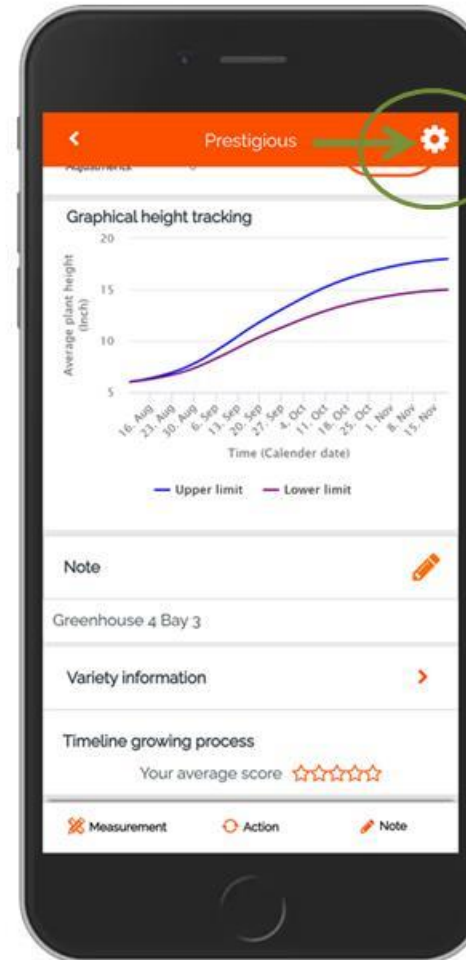 Prestigious
Adjustments
Graphical height tracking
Average plant height
(Inch)
20
15
10
5
16. Aug
23. Aug
30. Aug
6. Sep
13. Sep
20. Sep
27. Sep
4. Oct
11. Oct
18. Oct
25. Oct
1. Nov
8. Nov
15. Nov
Time (Calender date)
Upper limit Lower limit
Note
Greenhouse 4 Bay 3
Variety information
Timeline growing process
Your average score
Measurement Action Note